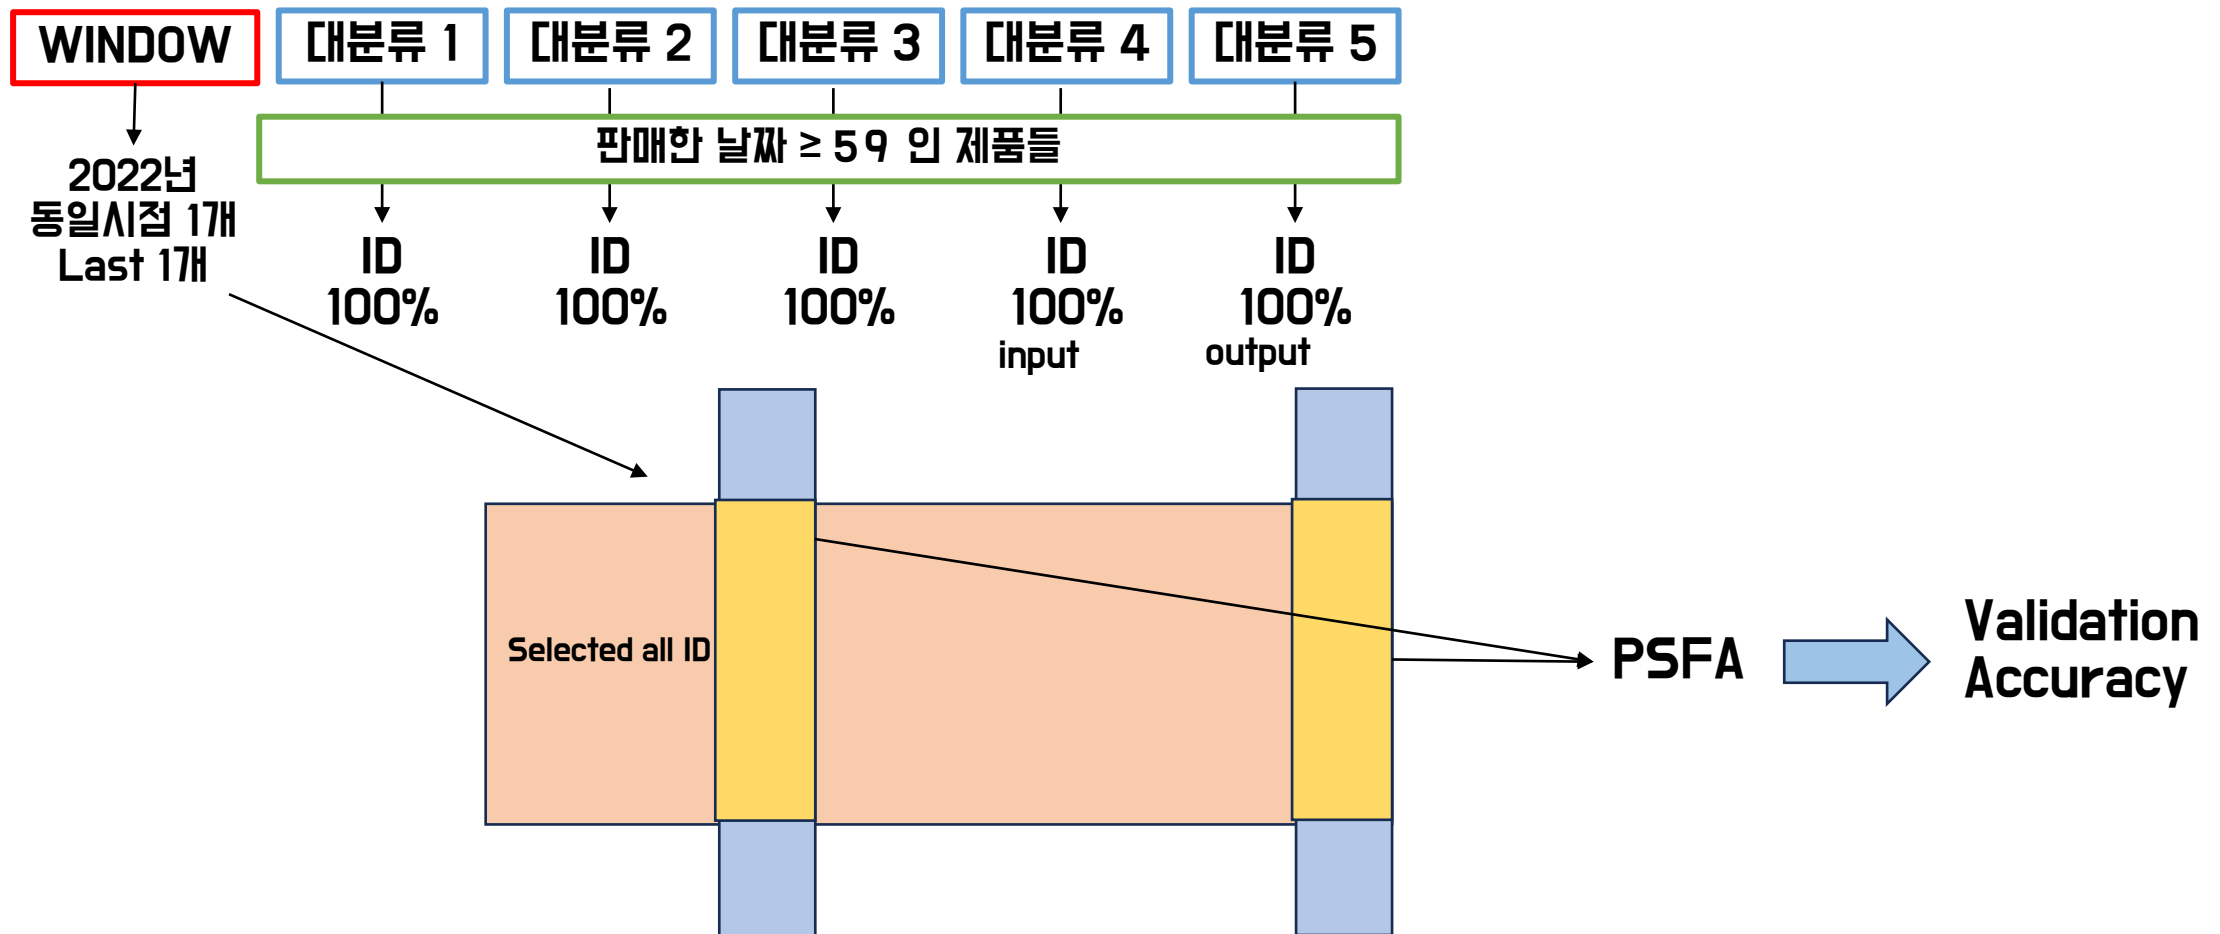 WINDOW
대분류 1
대분류 2
대분류 3
대분류 4
대분류 5
판매한 날짜 ≥ 59 인 제품들
2022년
동일시점 1개
Last 1개
ID
100%
ID
100%
ID
100%
ID
100%
input
ID
100%
output
Selected all ID
PSFA
Validation
Accuracy